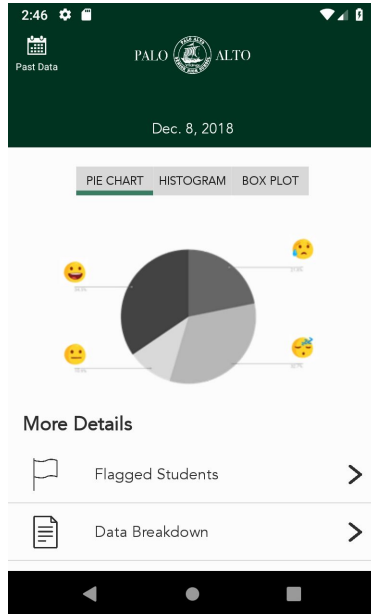 2:46
Past Data
PALO ALTO
Dec. 8, 2018
PIE CHART HISTOGRAM BOX PLOT
More Details
Flagged Students
Data Breakdown